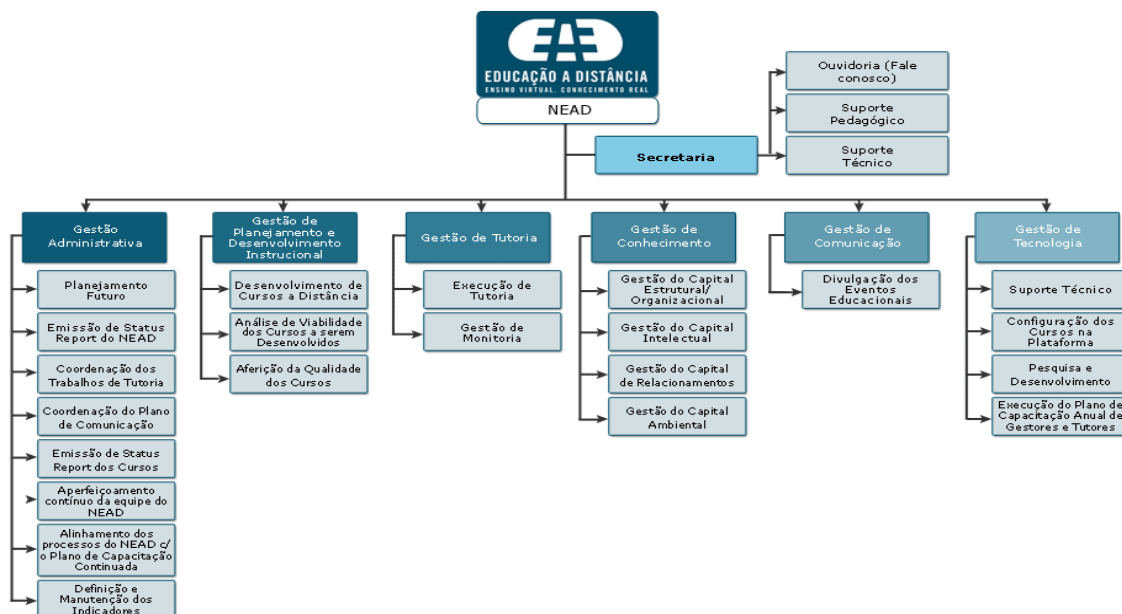 EAD
EDUCAÇÃO A DISTÂNCIA
ENSINO VIRTUAL. CONHECIMENTO REAL
NEAD
Secretaria
Ouvidoria (Fale
conosco)
Suporte
Pedagógico
Suporte
Técnico
Gestão
Administrativa
Planejamento
Futuro
Emissão de Status
Report do NEAD
Coordenação dos
Trabalhos de Tutoria
Coordenação do Plano
de Comunicação
Emissão de Status
Report dos Cursos
Aperfeiçoamento
contínuo da equipe do
NEAD
Alinhamento dos
processos do NEAD c/
o Plano de Capacitação
Continuada
Definição e
Manutenção dos
Indicadores
Gestão de
Planejamento e
Desenvolvimento
Instrucional
Desenvolvimento de
Cursos a Distância
Análise de Viabilidade
dos Cursos a serem
Desenvolvidos
Aferição da Qualidade
dos Cursos
Gestão de Tutoria
Execução de
Tutoria
Gestão de
Monitoria
Gestão de
Conhecimento
Gestão do Capital
Estrutural/
Organizacional
Gestão do Capital
Intelectual
Gestão do Capital
de Relacionamentos
Gestão do Capital
Ambiental
Gestão de
Comunicação
Divulgação dos
Eventos
Educacionais
Gestão de
Tecnologia
Suporte Técnico
Configuração dos
Cursos na
Plataforma
Pesquisa e
Desenvolvimento
Execução do Plano de
Capacitação Anual de
Gestores e Tutores